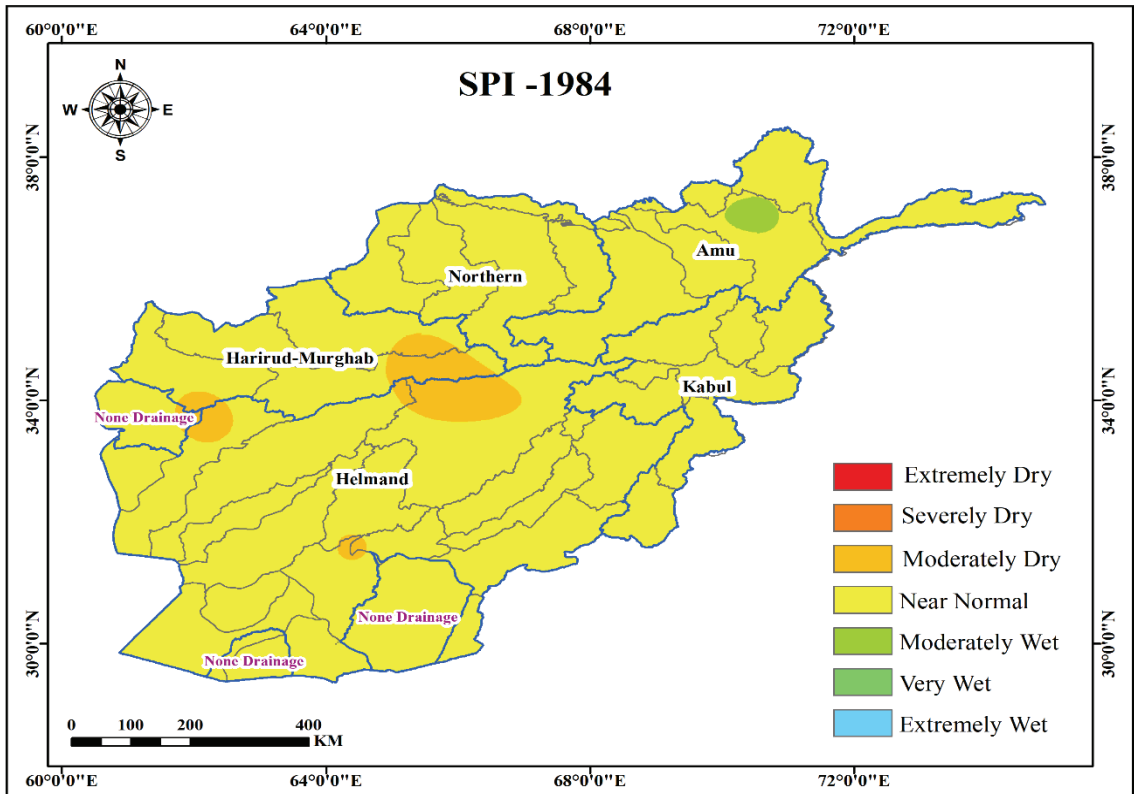 60°0'0"E 64°0'0"E 68°0'0"E 72°0'0"E
SPI -1984
N
W E
S
38°0'0"N 38°0'0"N
Amu
Northern
Harirud-Murghab
Kabul
34°0'0"N 34°0'0"N
None Drainage
Helmand
Extremely Dry
Severely Dry
Moderately Dry
Near Normal
None Drainage
Moderately Wet
30°0'0"N 30°0'0"N
None Drainage
Very Wet
Extremely Wet
0 100 200 400
KM
60°0'0"E 64°0'0"E 68°0'0"E 72°0'0"E